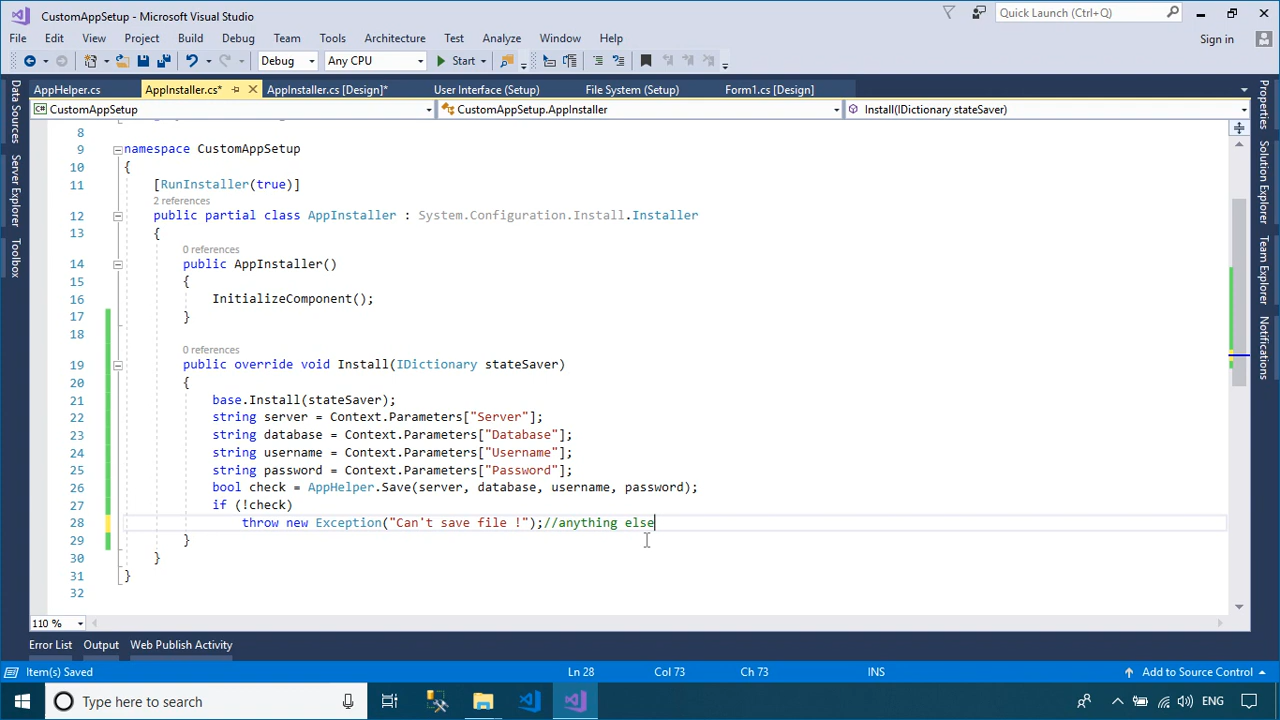 CustomAppSetup - Microsoft Visual Studio
Quick Launch (Ctrl+Q)
File Edit View Project Build Debug Team Tools Architecture Test Analyze Window Help
Sign in
Debug Any CPU Start
AppHelper.cs AppInstaller.cs* AppInstaller.cs [Design]* User Interface (Setup) File System (Setup) Form1.cs [Design]
CustomAppSetup CustomAppSetup.AppInstaller Install(IDictionary stateSaver)
Data Sources
Server Explorer
Toolbox
Properties
Solution Explorer
Team Explorer
Notifications
8
9 namespace CustomAppSetup
10 {
11 [RunInstaller(true)]
2 references
12 public partial class AppInstaller : System.Configuration.Install.Installer
13 {
0 references
14 public AppInstaller()
15 {
16 InitializeComponent();
17 }
18
0 references
19 public override void Install(IDictionary stateSaver)
20 {
21 base.Install(stateSaver);
22 string server = Context.Parameters["Server"];
23 string database = Context.Parameters["Database"];
24 string username = Context.Parameters["Username"];
25 string password = Context.Parameters["Password"];
26 bool check = AppHelper.Save(server, database, username, password);
27 if (!check)
28 throw new Exception("Can't save file !");//anything else
29 }
30 }
31 }
32
110 %
Error List Output Web Publish Activity
Item(s) Saved Ln 28 Col 73 Ch 73 INS Add to Source Control
Type here to search
ENG